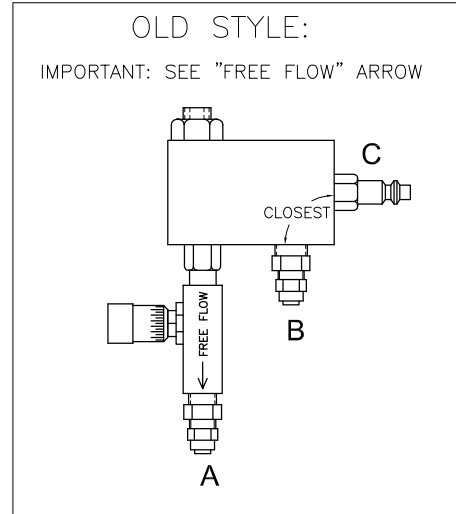 OLD STYLE:
IMPORTANT: SEE "FREE FLOW" ARROW
C
CLOSEST
B
FREE FLOW
A